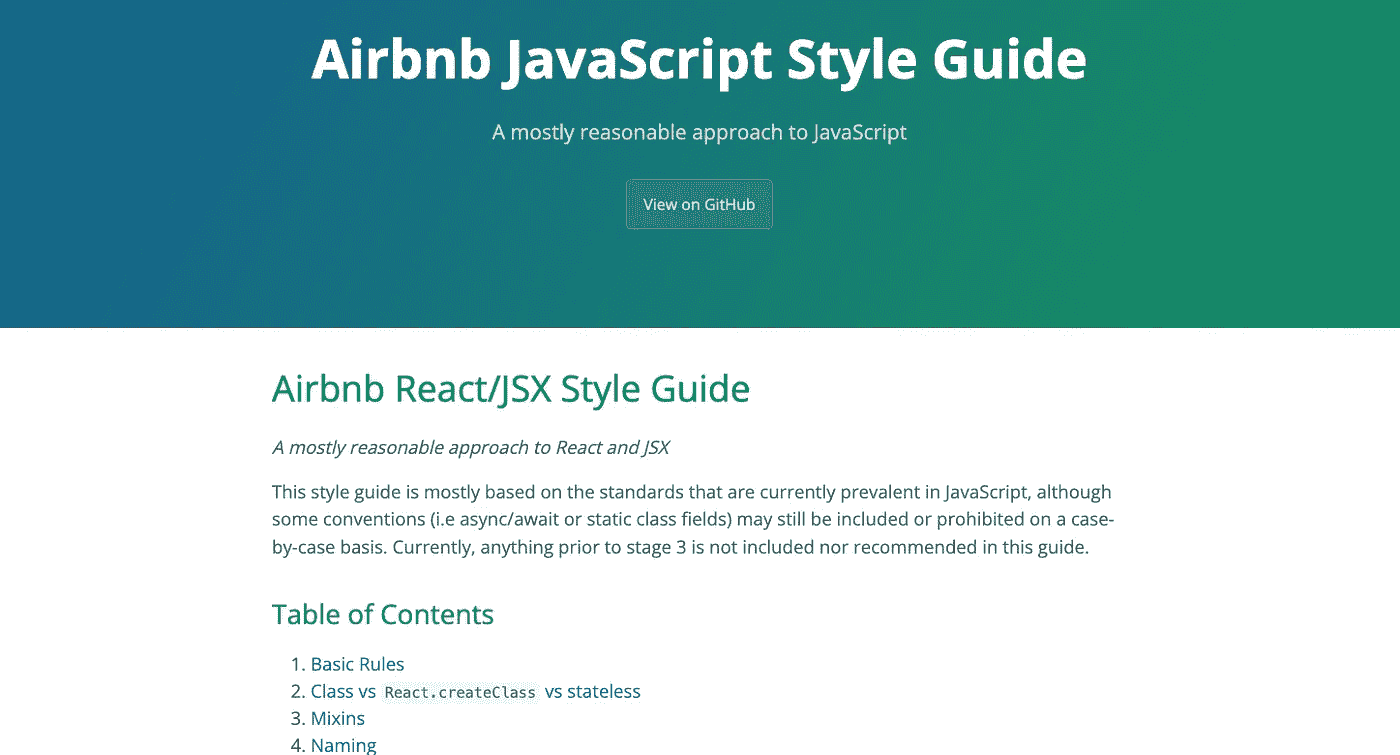 Airbnb JavaScript Style Guide
A mostly reasonable approach to JavaScript
View on GitHub
Airbnb React/JSX Style Guide
A mostly reasonable approach to React and JSX
This style guide is mostly based on the standards that are currently prevalent in JavaScript, although
some conventions (i.e async/await or static class fields) may still be included or prohibited on a case-
by-case basis. Currently, anything prior to stage 3 is not included nor recommended in this guide.
Table of Contents
1. Basic Rules
2. Class vs React.createClass vs stateless
3. Mixins
4. Naming